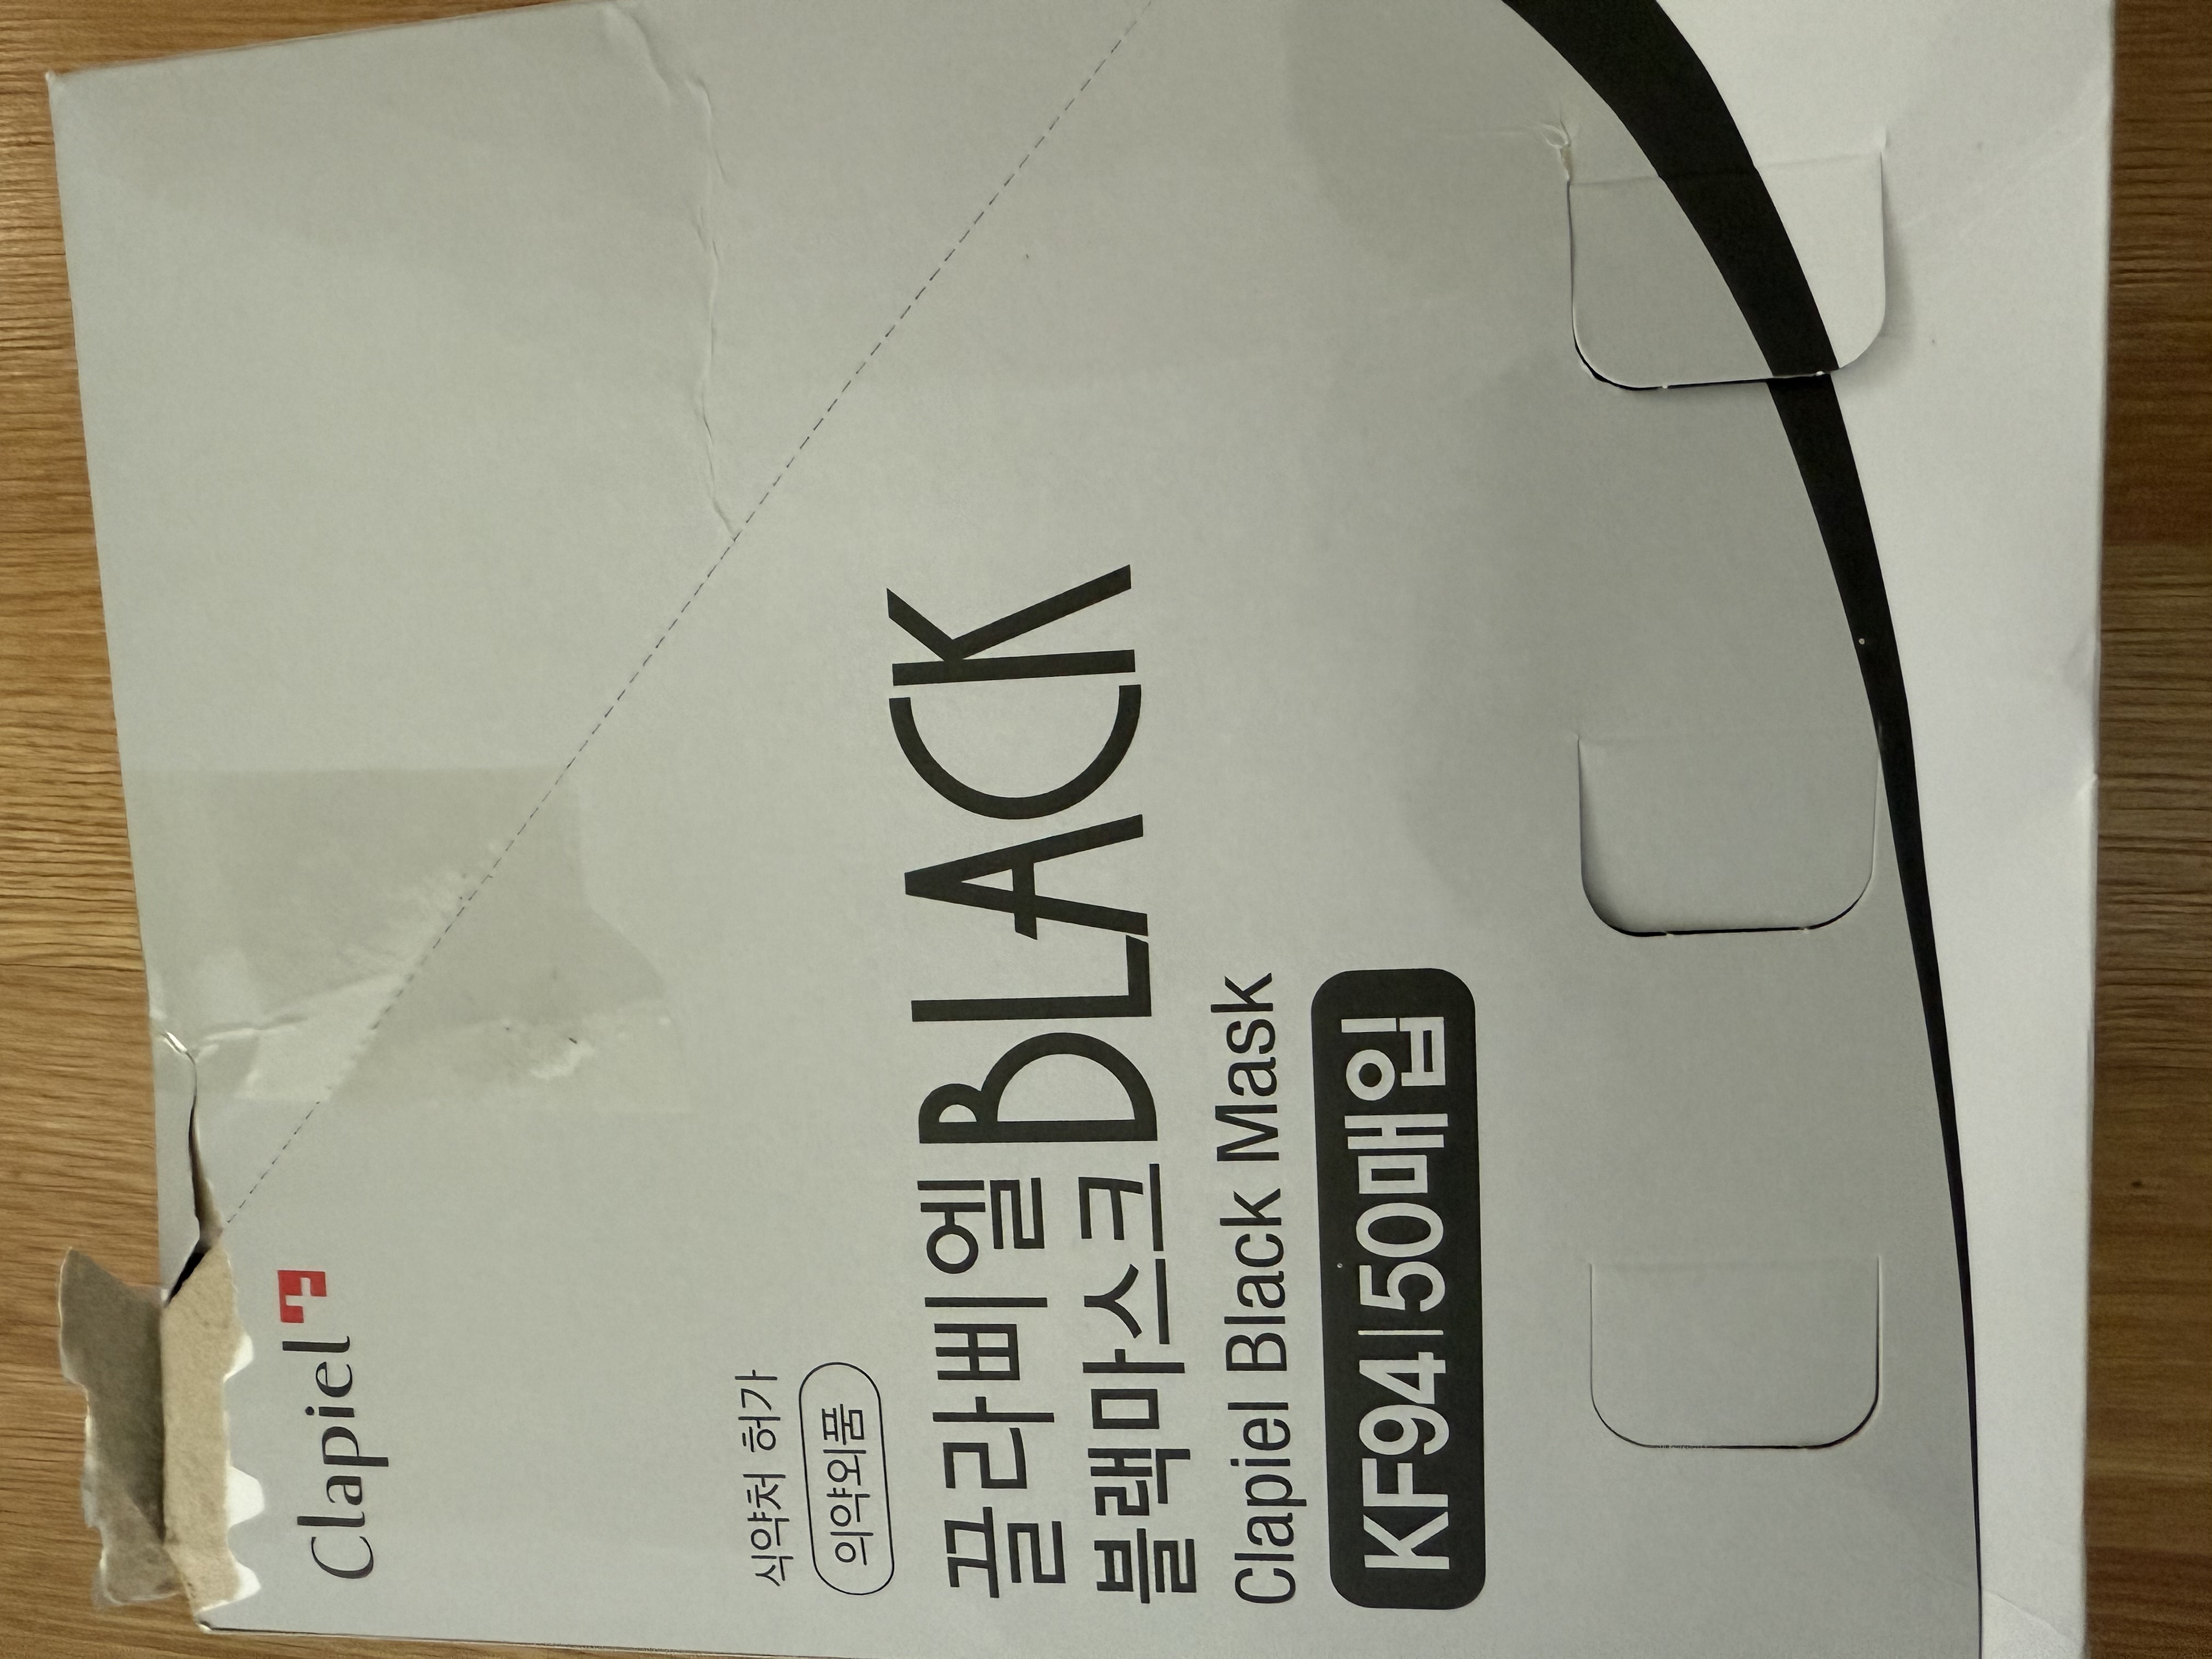 Clapiel
식약처 허가
의약외품
끌라삐엘
블랙마스크
BLACK
Clapiel Black Mask
KF94|50매입